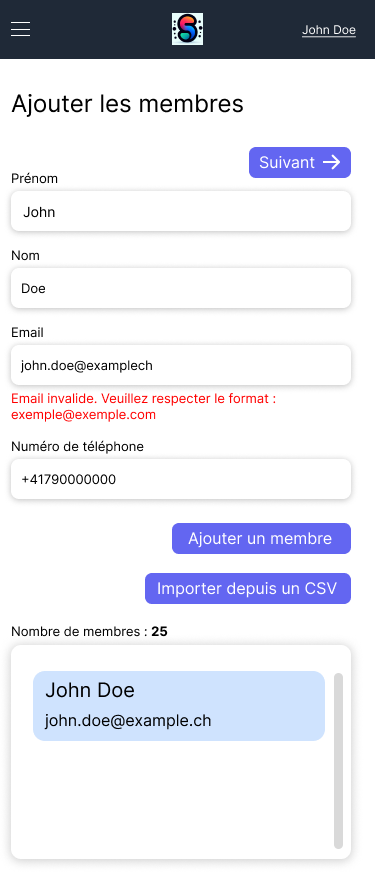 John Doe
Ajouter les membres
Suivant
Prénom
John
Nom
Doe
Email
john.doe@examplech
Email invalide. Veuillez respecter le format :
exemple@exemple.com
Numéro de téléphone
+41790000000
Ajouter un membre
Importer depuis un CSV
Nombre de membres : 25
John Doe
john.doe@example.ch